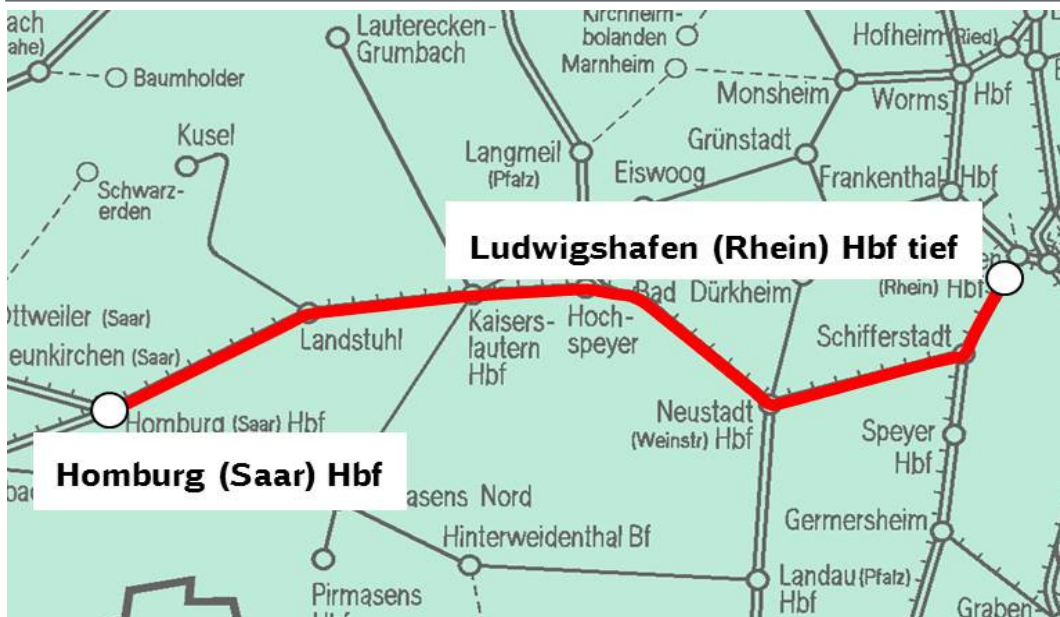 ach
ahe)
Baumholder
Lauterecken-
Grumbach
Kirchheim-
bolanden
Marnheim
Hofheim (Ried)
Monsheim
Worms Hbf
Kusel
Schwarz-
erden
Langmeil
(Pfalz)
Grünstadt
Eiswoog
Frankenthal Hbf
Ludwigshafen (Rhein) Hbf tief
en
(Rhein) Hbf
Bad Dürkheim
Ottweiler (Saar)
eunkirchen (Saar)
Landstuhl
Kaisers-
lautern
Hbf
Hoch-
speyer
Schifferstadt
Homburg (Saar) Hbf
Neustadt
(Weinstr) Hbf
Speyer
Hbf
Homburg (Saar) Hbf
bac
asens Nord
Hinterweidenthal Bf
Germersheim
Pirmasens
Landau (Pfalz)
Hbf
Graben-